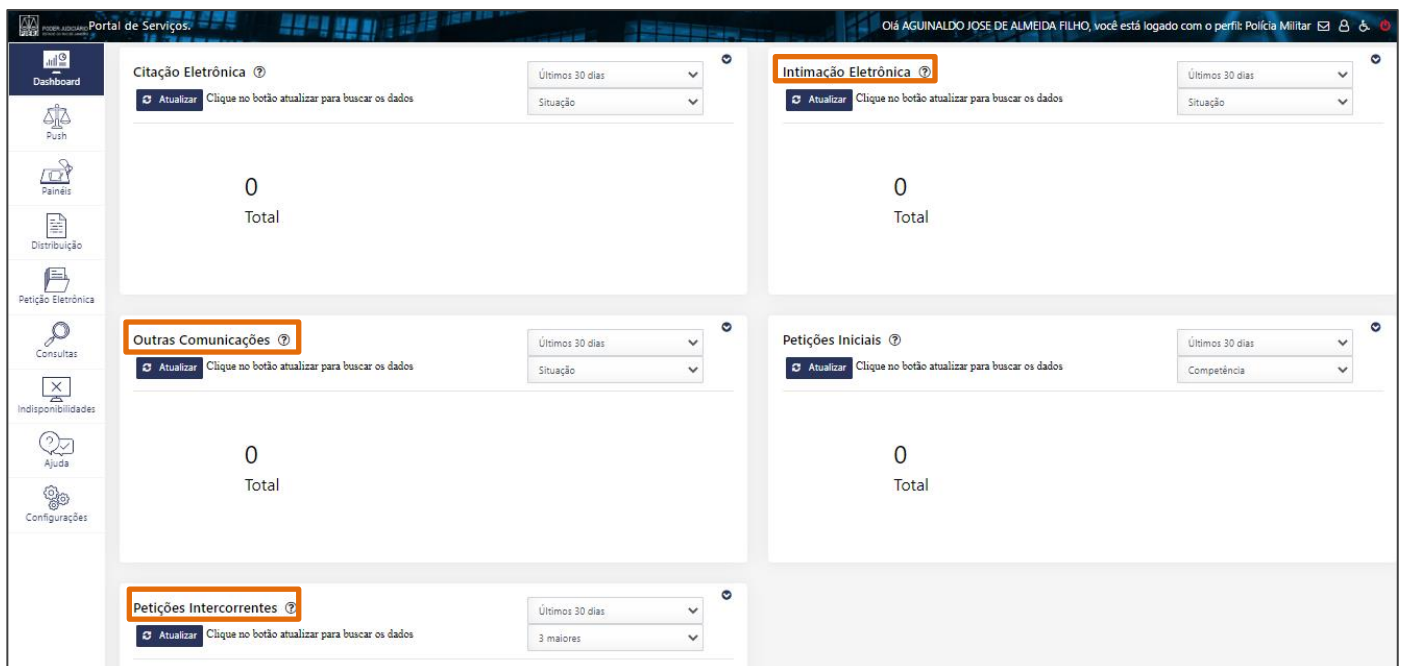 PODER JUDICIÁRIO Portal de Serviços. Olá AGUINALDO JOSE DE ALMEIDA FILHO, você está logado com o perfil: Polícia Militar
Dashboard
Push
Painéis
Distribuição
Petição Eletrônica
Consultas
Indisponibilidades
Ajuda
Configurações
Citação Eletrônica
Últimos 30 dias
Atualizar Clique no botão atualizar para buscar os dados
Situação
0
Total
Intimação Eletrônica
Últimos 30 dias
Atualizar Clique no botão atualizar para buscar os dados
Situação
0
Total
Outras Comunicações
Últimos 30 dias
Atualizar Clique no botão atualizar para buscar os dados
Situação
0
Total
Petições Iniciais
Últimos 30 dias
Atualizar Clique no botão atualizar para buscar os dados
Competência
0
Total
Petições Intercorrentes
Últimos 30 dias
Atualizar Clique no botão atualizar para buscar os dados
3 maiores